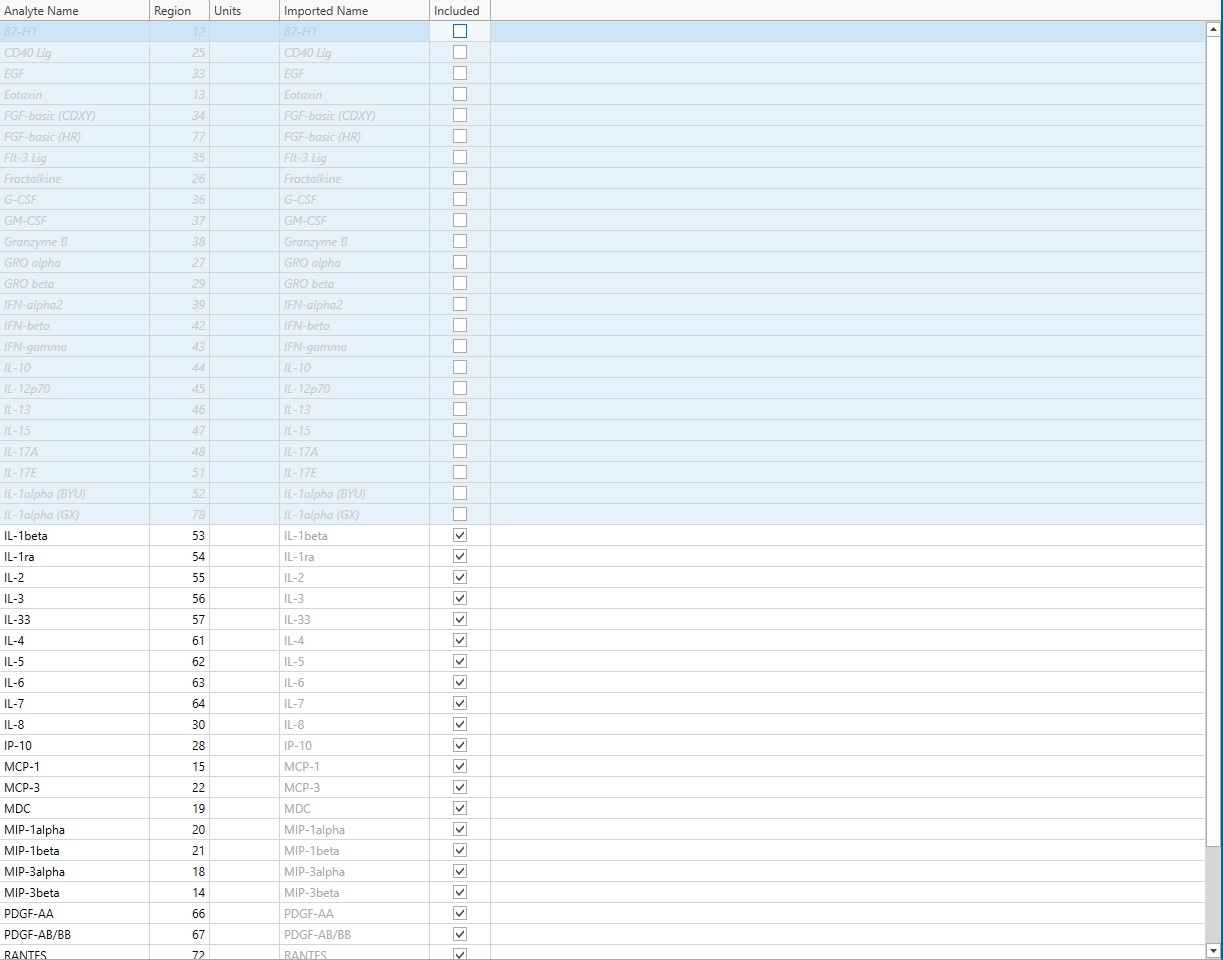 Analyte Name Region Units Imported Name Included
B7-H1 12 B7-H1
CD40 Lig 25 CD40 Lig
EGF 33 EGF
Eotaxin 13 Eotaxin
FGF-basic (CDXY) 34 FGF-basic (CDXY)
FGF-basic (HR) 77 FGF-basic (HR)
Flt-3 Lig 35 Flt-3 Lig
Fractalkine 26 Fractalkine
G-CSF 36 G-CSF
GM-CSF 37 GM-CSF
Granzyme B 38 Granzyme B
GRO alpha 27 GRO alpha
GRO beta 29 GRO beta
IFN-alpha2 39 IFN-alpha2
IFN-beta 42 IFN-beta
IFN-gamma 43 IFN-gamma
IL-10 44 IL-10
IL-12p70 45 IL-12p70
IL-13 46 IL-13
IL-15 47 IL-15
IL-17A 48 IL-17A
IL-17E 51 IL-17E
IL-1alpha (BYU) 52 IL-1alpha (BYU)
IL-1alpha (GX) 78 IL-1alpha (GX)
IL-1beta 53 IL-1beta
IL-1ra 54 IL-1ra
IL-2 55 IL-2
IL-3 56 IL-3
IL-33 57 IL-33
IL-4 61 IL-4
IL-5 62 IL-5
IL-6 63 IL-6
IL-7 64 IL-7
IL-8 30 IL-8
IP-10 28 IP-10
MCP-1 15 MCP-1
MCP-3 22 MCP-3
MDC 19 MDC
MIP-1alpha 20 MIP-1alpha
MIP-1beta 21 MIP-1beta
MIP-3alpha 18 MIP-3alpha
MIP-3beta 14 MIP-3beta
PDGF-AA 66 PDGF-AA
PDGF-AB/BB 67 PDGF-AB/BB
RANTES 72 RANTES